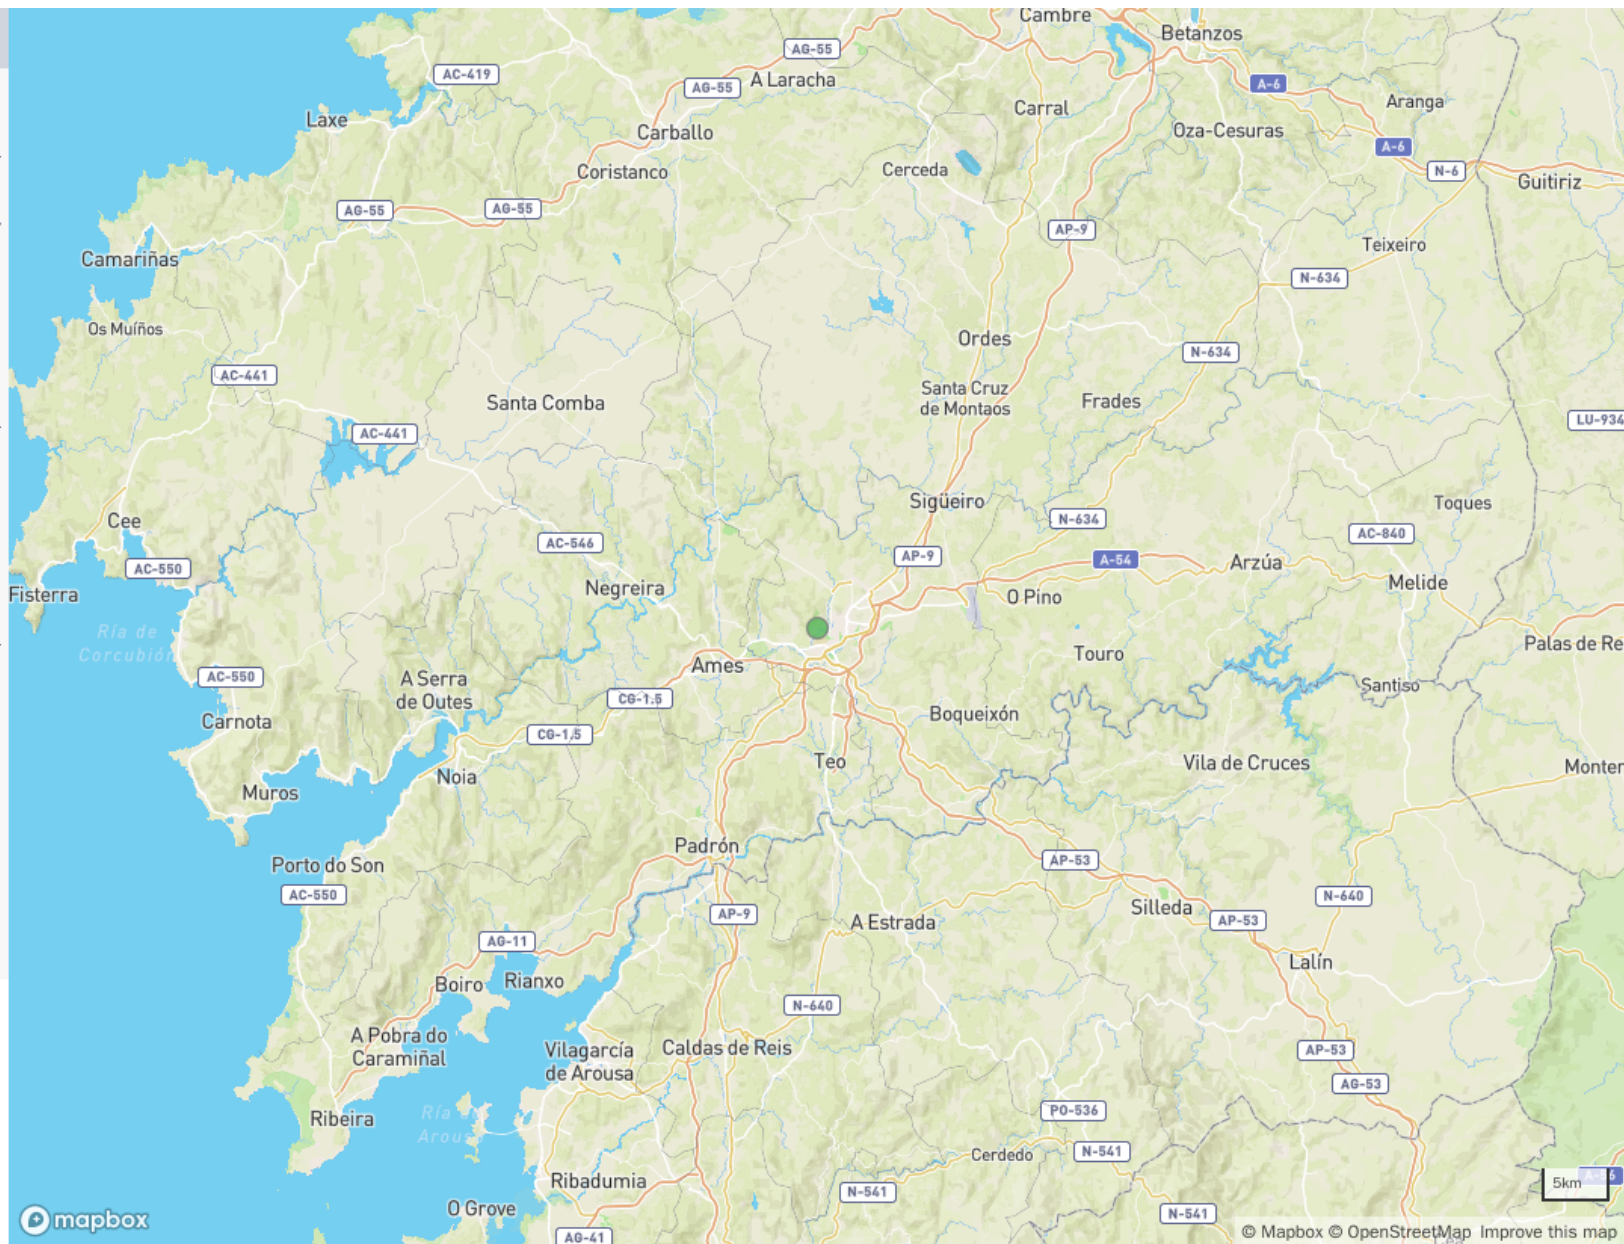 Cambre
Betanzos
AG-55
A Laracha
AC-419
AG-55
A-6
Aranga
Carral
Laxe
Carballo
Oza-Cesuras
A-6
Coristanco
Cerceda
N-6
Guitiriz
AG-55
AG-55
AP-9
Teixeiro
Camariñas
N-634
Os Muíños
Ordes
N-634
AC-441
Santa Cruz
de Montaos
Frades
Santa Comba
LU-934
AC-441
Sigüeiro
Toques
Cee
N-634
AC-840
AC-546
AP-9
A-54
Arzúa
AC-550
Melide
Fisterra
Negreira
O Pino
Ría de
Corcubión
Palas de Re
Touro
Ames
AC-550
A Serra
de Outes
Santiso
CG-1.5
Carnota
Boqueixón
CG-1.5
Teo
Vila de Cruces
Monter
Noia
Muros
Padrón
Porto do Son
AP-53
AC-550
N-640
Silleda
AP-9
A Estrada
AP-53
AG-11
Lalín
Rianxo
Boiro
N-640
A Pobra do
Caramiñal
Vilagarcía
de Arousa
Caldas de Reis
AP-53
AG-53
Ría de
Arousa
Ribeira
PO-536
Cerdedo
N-541
Ribadumia
N-541
5km
O Grove
N-541
mapbox
AG-41
© Mapbox © OpenStreetMap Improve this map